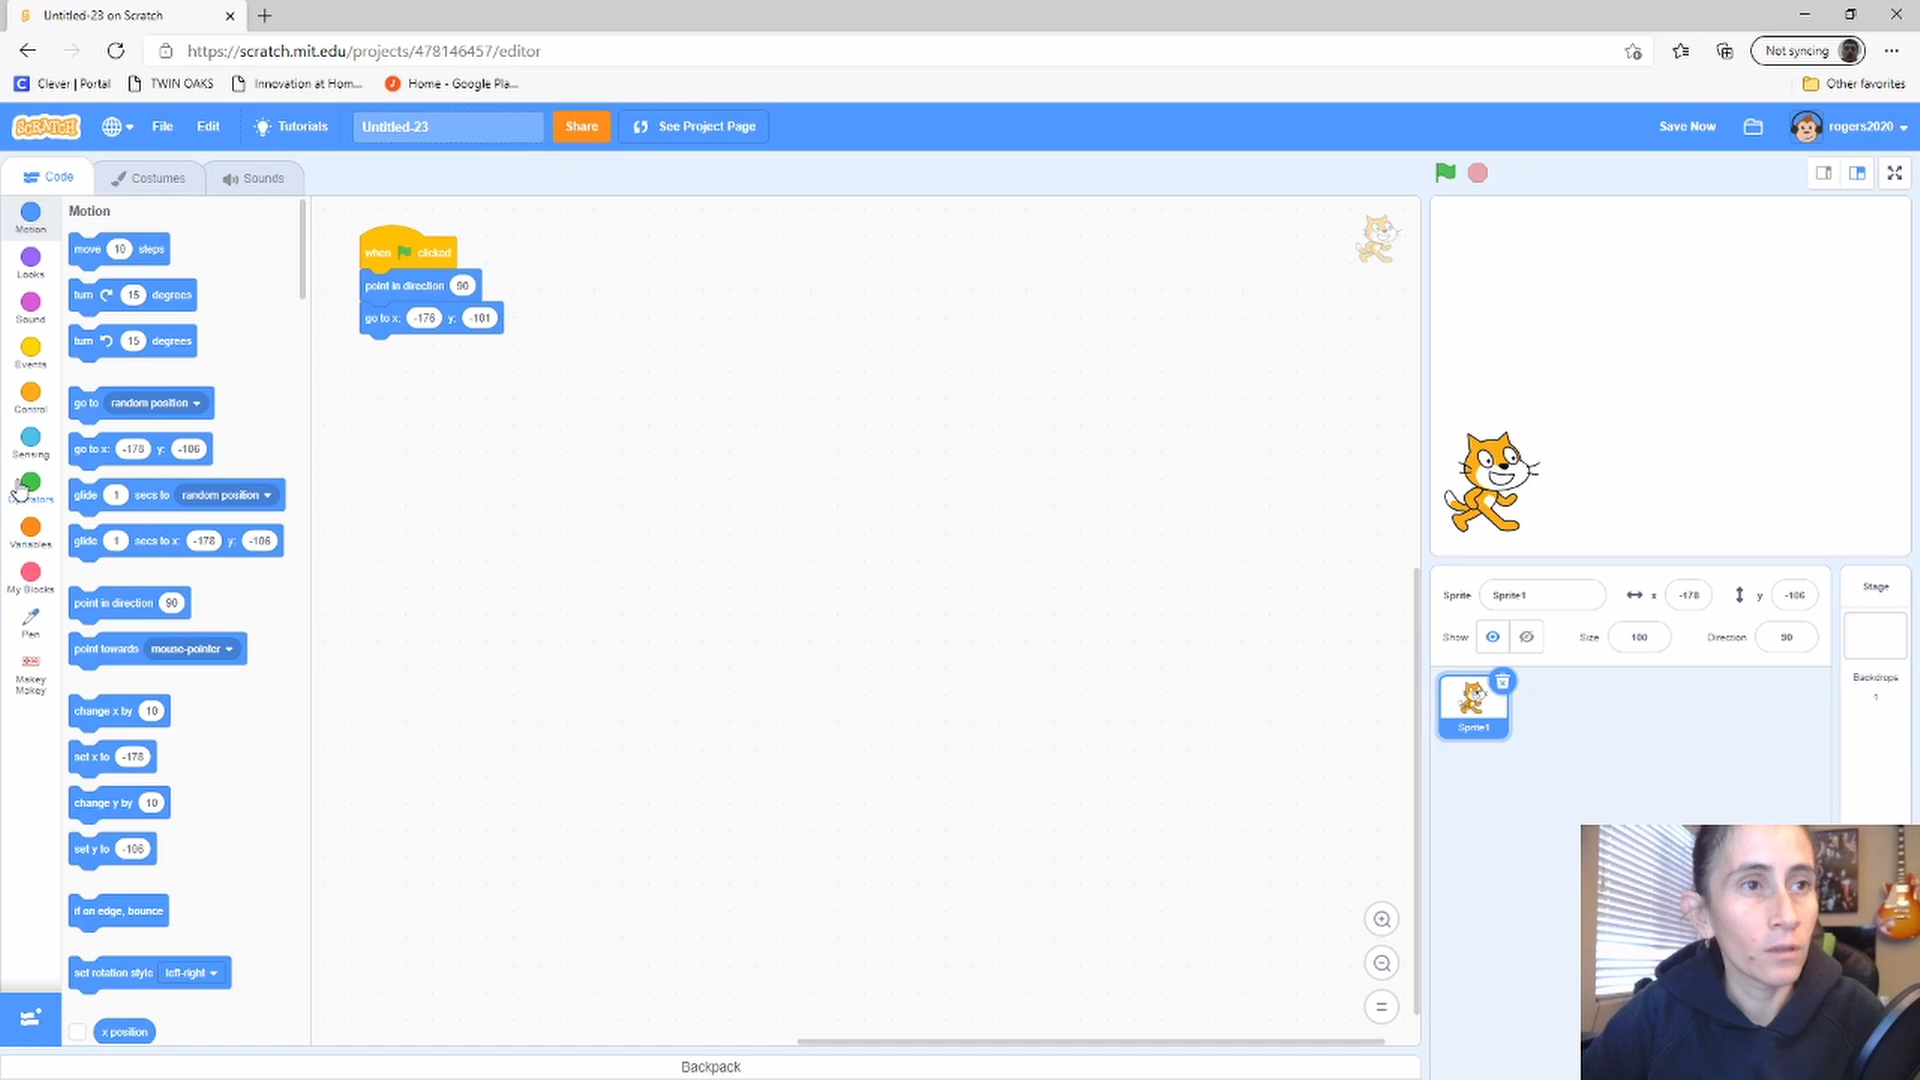 Untitled-23 on Scratch
https://scratch.mit.edu/projects/478146457/editor
Not syncing
Clever | Portal
TWIN OAKS
Innovation at Hom...
Home - Google Pla...
Other favorites
SCRATCH
File
Edit
Tutorials
Untitled-23
Share
See Project Page
Save Now
rogers2020
Code
Costumes
Sounds
Motion
Looks
Sound
Events
Control
Sensing
Variables
My Blocks
Pen
Makey
Makey
Motion
move 10 steps
turn 15 degrees
turn 15 degrees
go to random position
go to x: -178 y: -106
glide 1 secs to random position
glide 1 secs to x: -178 y: -106
point in direction 90
point towards mouse-pointer
change x by 10
set x to -178
change y by 10
set y to -106
if on edge, bounce
set rotation style left-right
x position
when clicked
point in direction 90
go to x: -176 y: -101
Sprite Sprite1 x -178 y -106
Show Size 100 Direction 90
Sprite1
Stage
Backdrops
1
Backpack